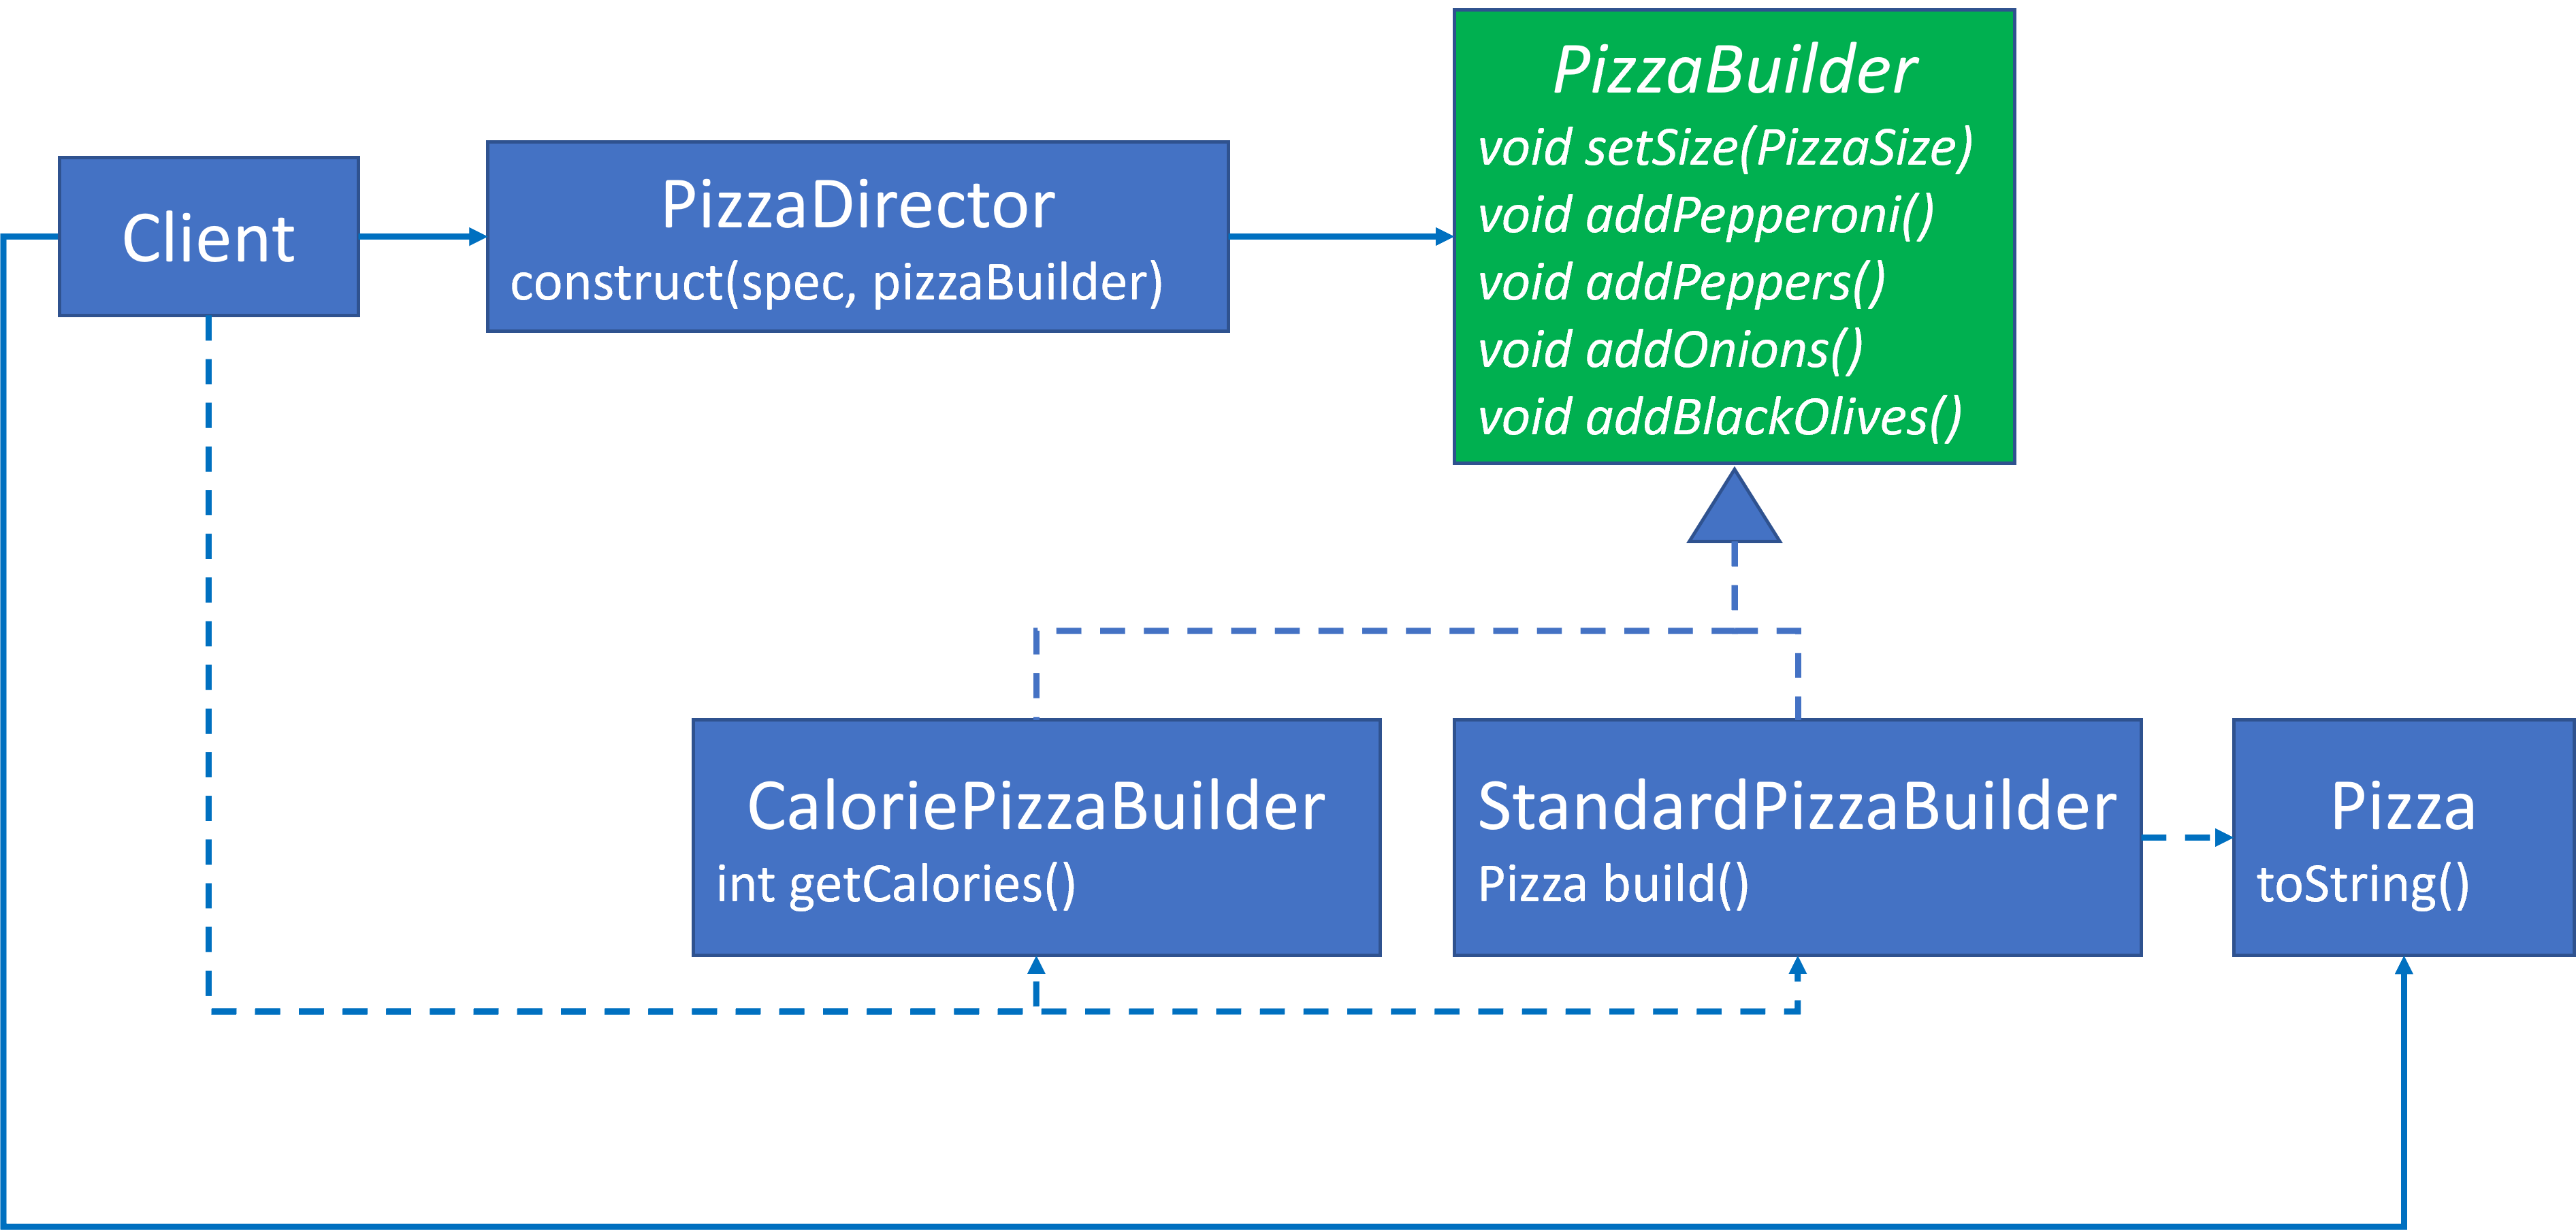 Client
PizzaDirector
construct(spec, pizzaBuilder)
PizzaBuilder
void setSize(PizzaSize)
void addPepperoni()
void addPeppers()
void addOnions()
void addBlackOlives()
CaloriePizzaBuilder
int getCalories()
StandardPizzaBuilder
Pizza build()
Pizza
toString()